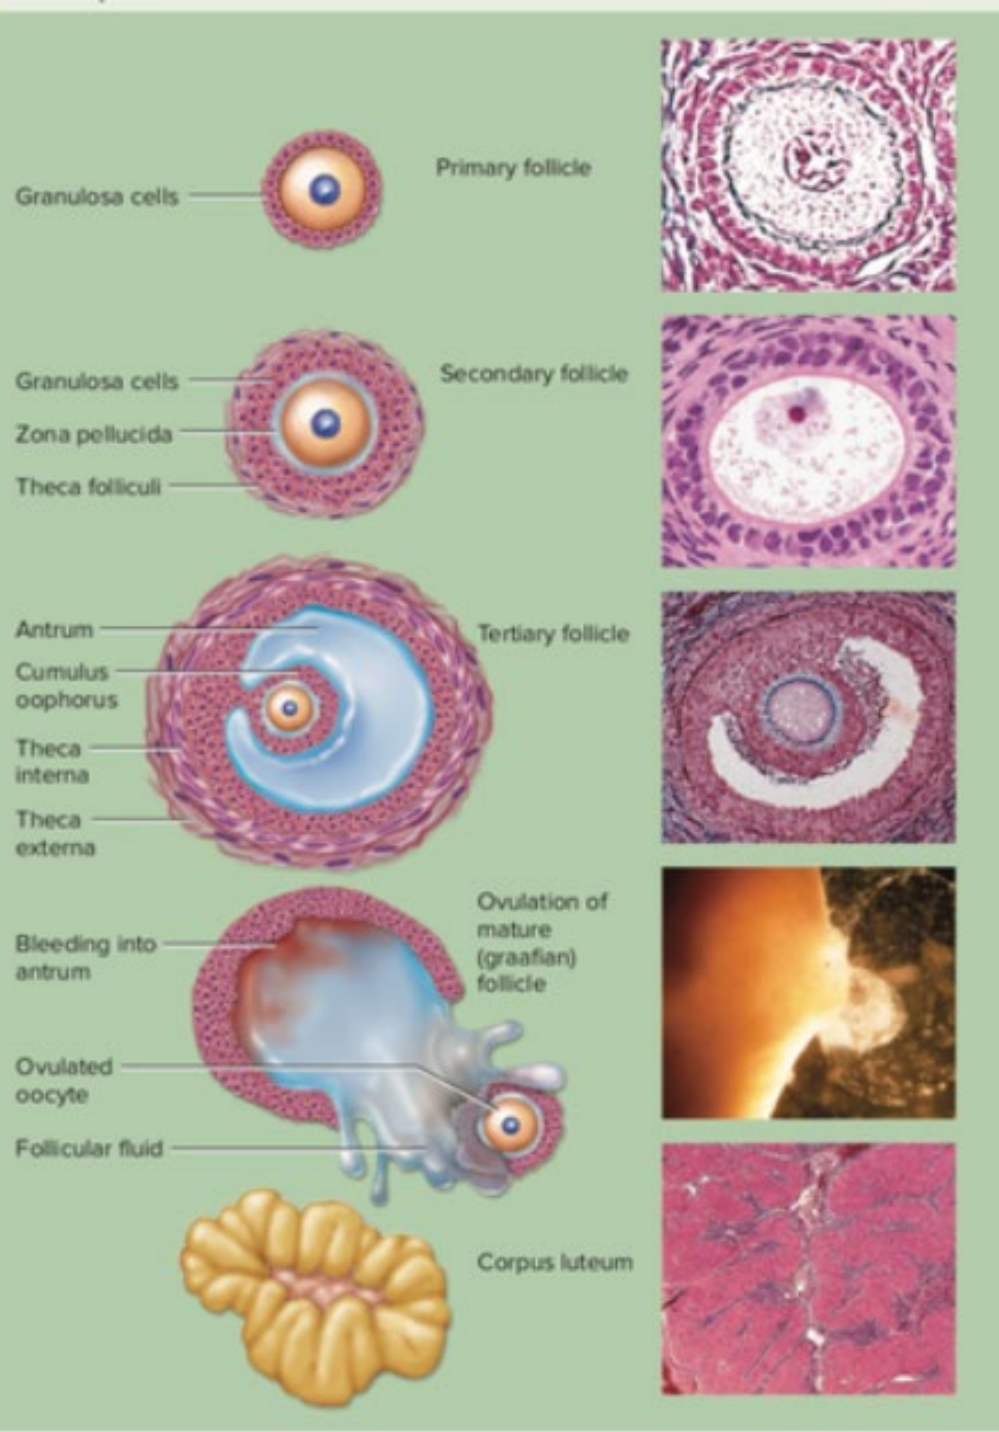 Primary follicle
Granulosa cells
Secondary follicle
Granulosa cells
Zona pellucida
Theca folliculi
Antrum
Tertiary follicle
Cumulus
oophorus
Theca
interna
Theca
externa
Ovulation of
mature
(graafian)
follicle
Bleeding into
antrum
Ovulated
oocyte
Follicular fluid
Corpus luteum